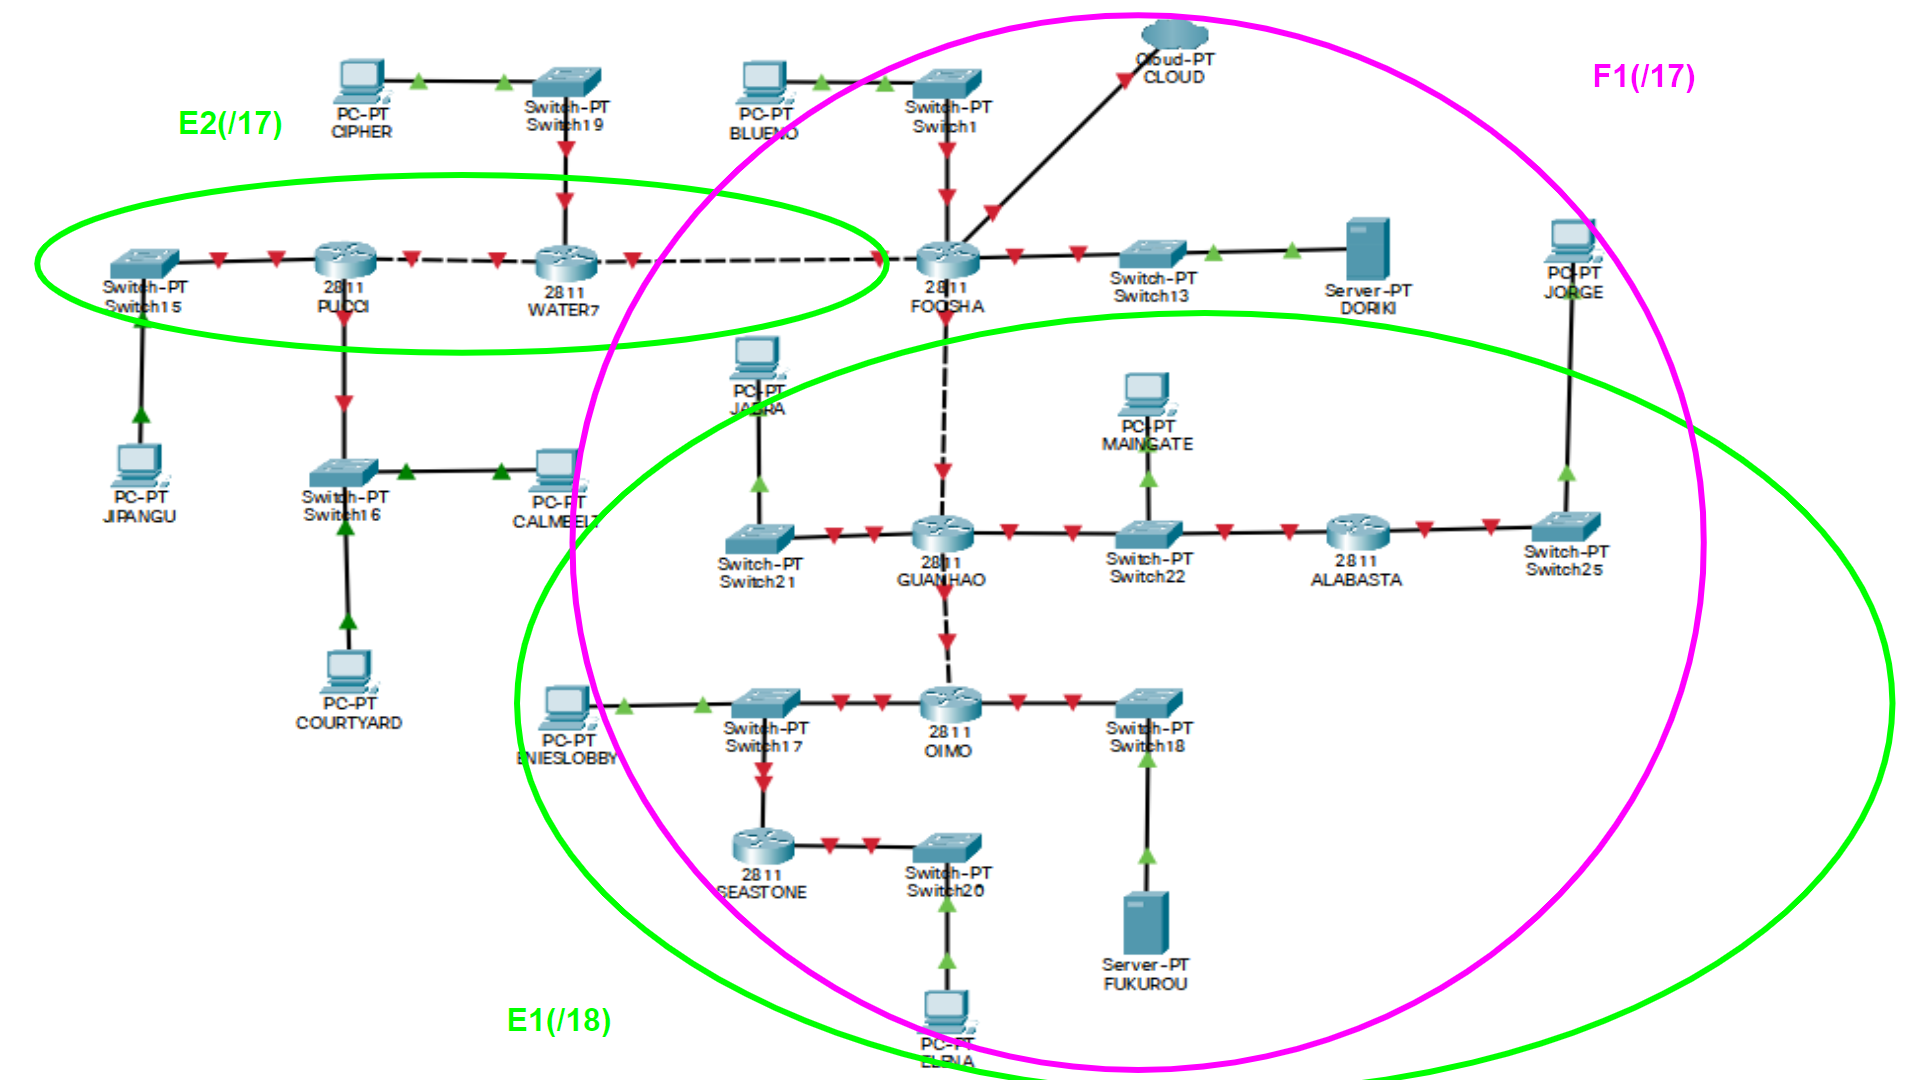 Cloud-PT
CLOUD
F1(/17)
E2(/17)
PC-PT
CIPHER
Switch-PT
Switch19
PC-PT
BLUENO
Switch-PT
Switch1
Switch-PT
Switch15
2811
PUCCI
2811
WATER7
2811
FOOSHA
Switch-PT
Switch13
Server-PT
DORIKI
PC-PT
JORGE
PC-PT
JABRA
PC-PT
MAINGATE
PC-PT
JIPANGU
Switch-PT
Switch16
PC-PT
CALMBELT
Switch-PT
Switch21
2811
GUANHAO
Switch-PT
Switch22
2811
ALABASTA
Switch-PT
Switch25
PC-PT
COURTYARD
PC-PT
ENIESLOBBY
Switch-PT
Switch17
2811
OIMO
Switch-PT
Switch18
2811
SEASTONE
Switch-PT
Switch20
Server-PT
FUKUROU
E1(/18)
PC-PT
ELENA